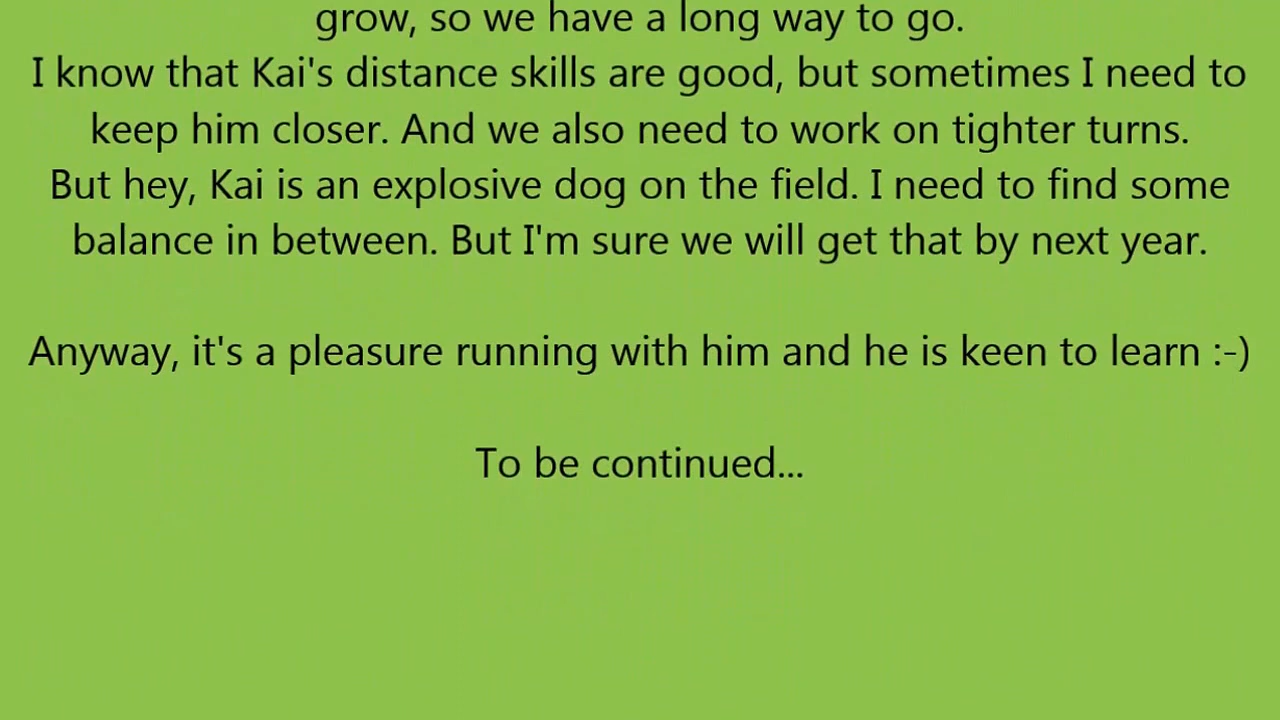 grow, so we have a long way to go.
I know that Kai's distance skills are good, but sometimes I need to
keep him closer. And we also need to work on tighter turns.
But hey, Kai is an explosive dog on the field. I need to find some
balance in between. But I'm sure we will get that by next year.
Anyway, it's a pleasure running with him and he is keen to learn :-)
To be continued...